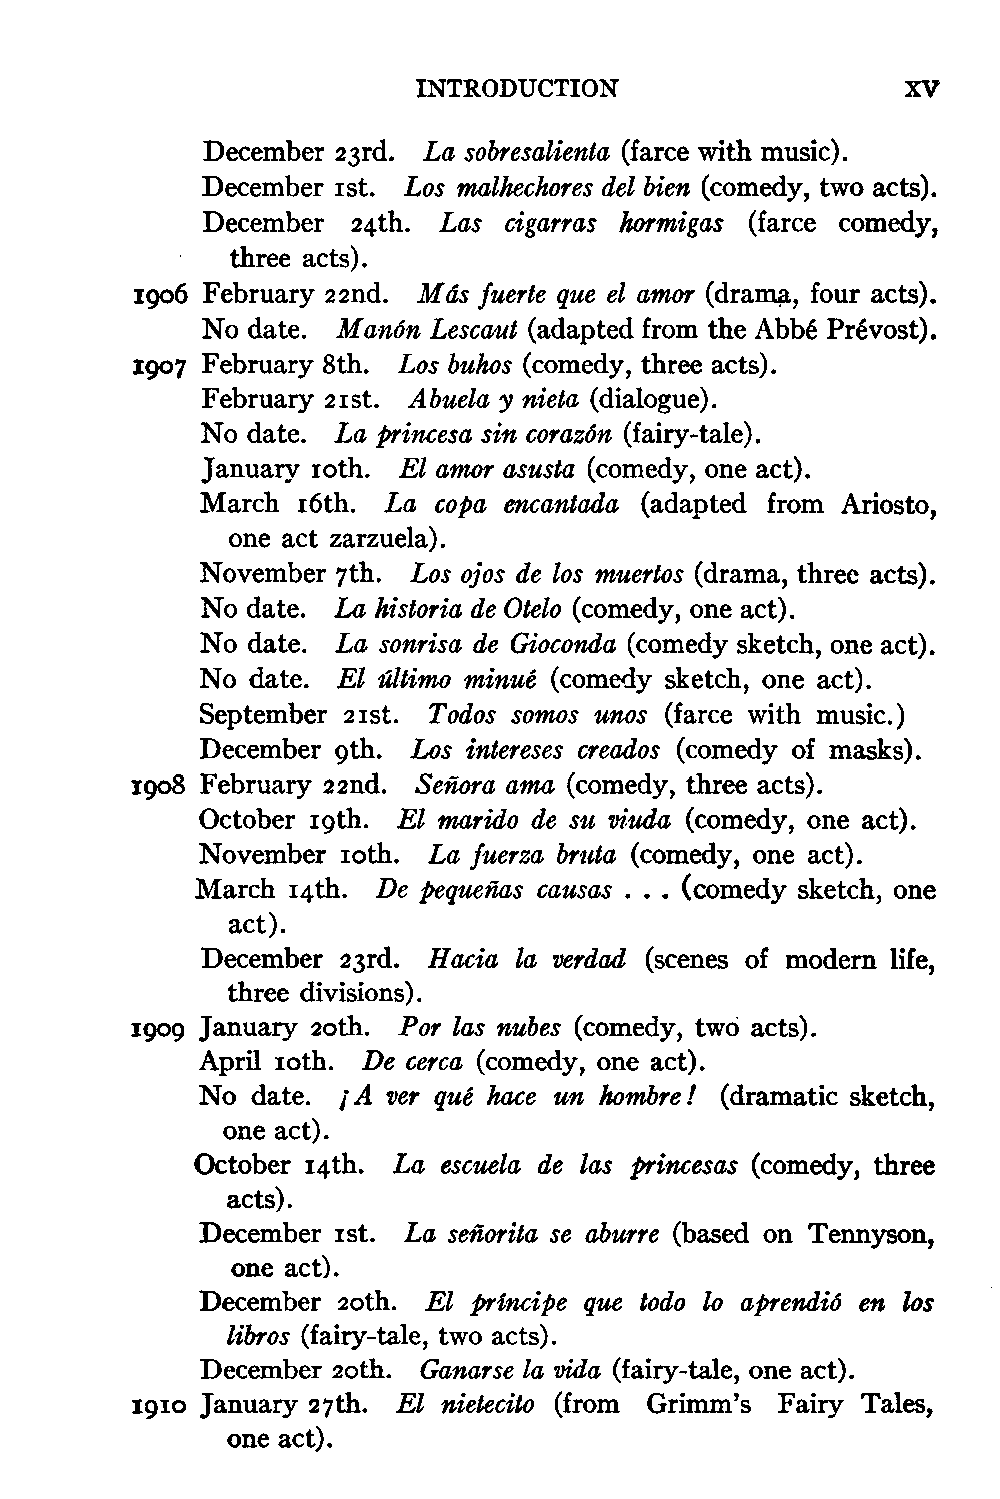 INTRODUCTION xv
December 23rd. La sobresalienta (farce with music).
December 1st. Los malhechores del bien (comedy, two acts).
December 24th. Las cigarras hormigas (farce comedy,
three acts).
1906 February 22nd. Más fuerte que el amor (drama, four acts).
No date. Manón Lescaut (adapted from the Abbé Prévost).
1907 February 8th. Los buhos (comedy, three acts).
February 21st. Abuela y nieta (dialogue).
No date. La princesa sin corazón (fairy-tale).
January 10th. El amor asusta (comedy, one act).
March 16th. La copa encantada (adapted from Ariosto,
one act zarzuela).
November 7th. Los ojos de los muertos (drama, three acts).
No date. La historia de Otelo (comedy, one act).
No date. La sonrisa de Gioconda (comedy sketch, one act).
No date. El último minué (comedy sketch, one act).
September 21st. Todos somos unos (farce with music.)
December 9th. Los intereses creados (comedy of masks).
1908 February 22nd. Señora ama (comedy, three acts).
October 19th. El marido de su viuda (comedy, one act).
November 10th. La fuerza bruta (comedy, one act).
March 14th. De pequeñas causas . . . (comedy sketch, one
act).
December 23rd. Hacia la verdad (scenes of modern life,
three divisions).
1909 January 20th. Por las nubes (comedy, two acts).
April 10th. De cerca (comedy, one act).
No date. ¡A ver qué hace un hombre! (dramatic sketch,
one act).
October 14th. La escuela de las princesas (comedy, three
acts).
December 1st. La señorita se aburre (based on Tennyson,
one act).
December 20th. El príncipe que todo lo aprendió en los
libros (fairy-tale, two acts).
December 20th. Ganarse la vida (fairy-tale, one act).
1910 January 27th. El nietecito (from Grimm's Fairy Tales,
one act).